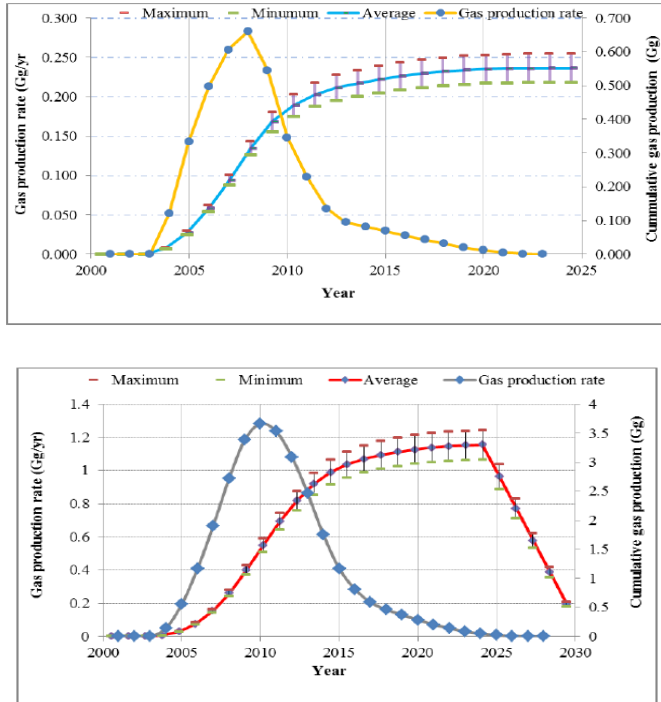 Maximum Minumum Average Gas production rate
0.300 0.700
0.250 0.600
0.200 0.500
0.150 0.400
0.100 0.300
0.050 0.200
0.000 0.100
0.000
Gas production rate (Gg/yr)
Cummulative gas production (Gg)
2000 2005 2010 2015 2020 2025
Year
Maximum Minimum Average Gas production rate
1.4 4
1.2 3.5
1 3
0.8 2.5
0.6 2
0.4 1.5
0.2 1
0 0.5
0
Gas production rate (Gg/yr)
Cumulative gas production (Gg)
2000 2005 2010 2015 2020 2025 2030
Year